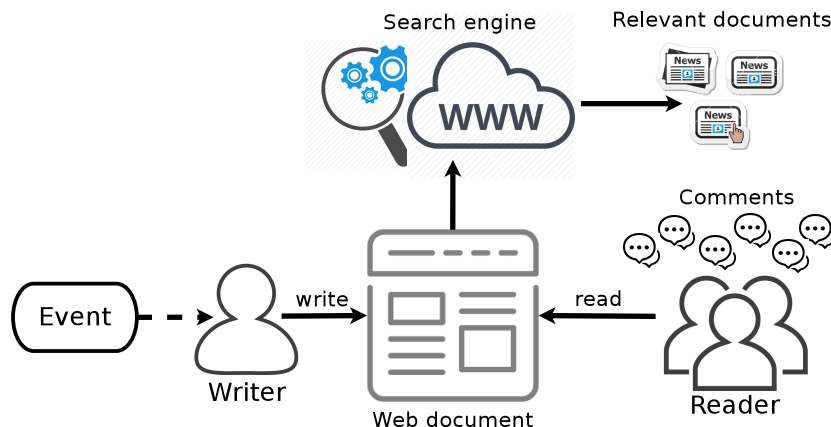 Search engine
Relevant documents
News
News
News
WWW
Comments
Event
write
read
Writer
Web document
Reader